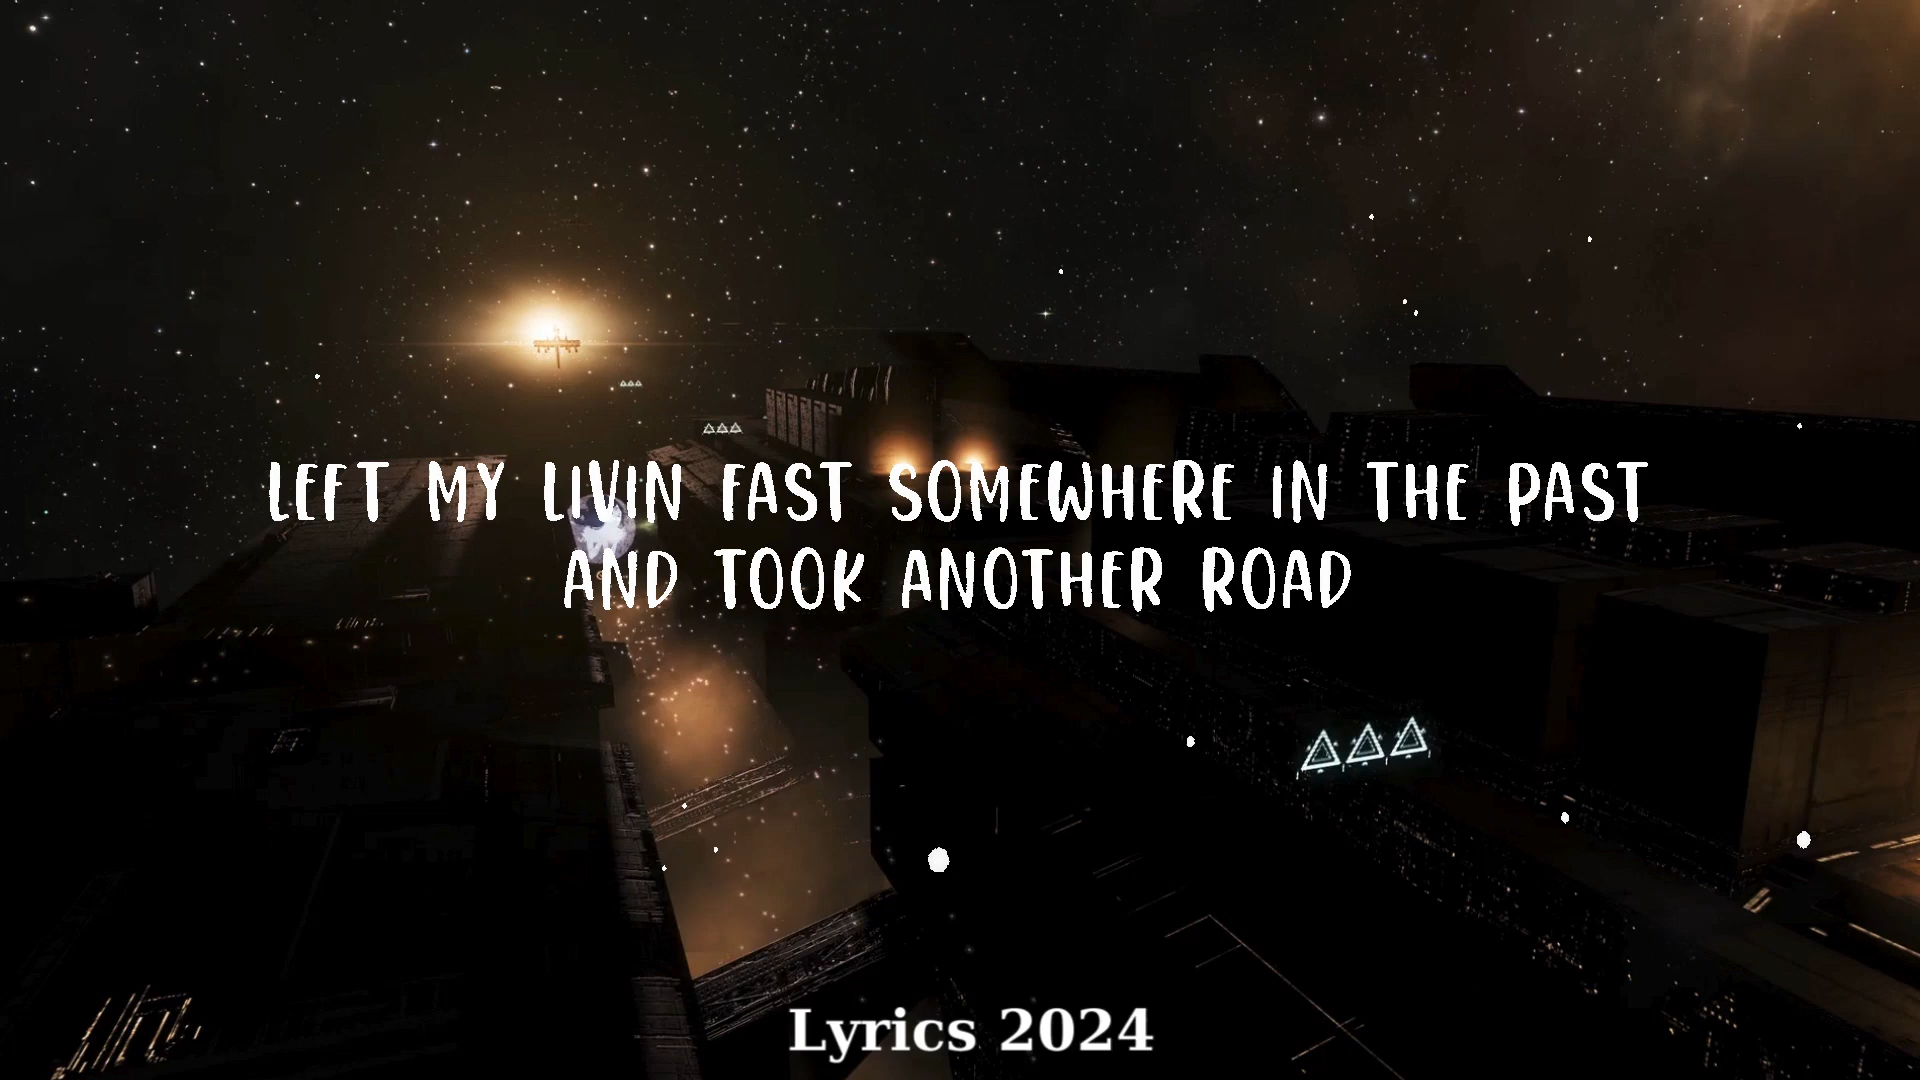 LEFT MY LIVIN FAST SOMEWHERE IN THE PAST
AND TOOK ANOTHER ROAD
Lyrics 2024